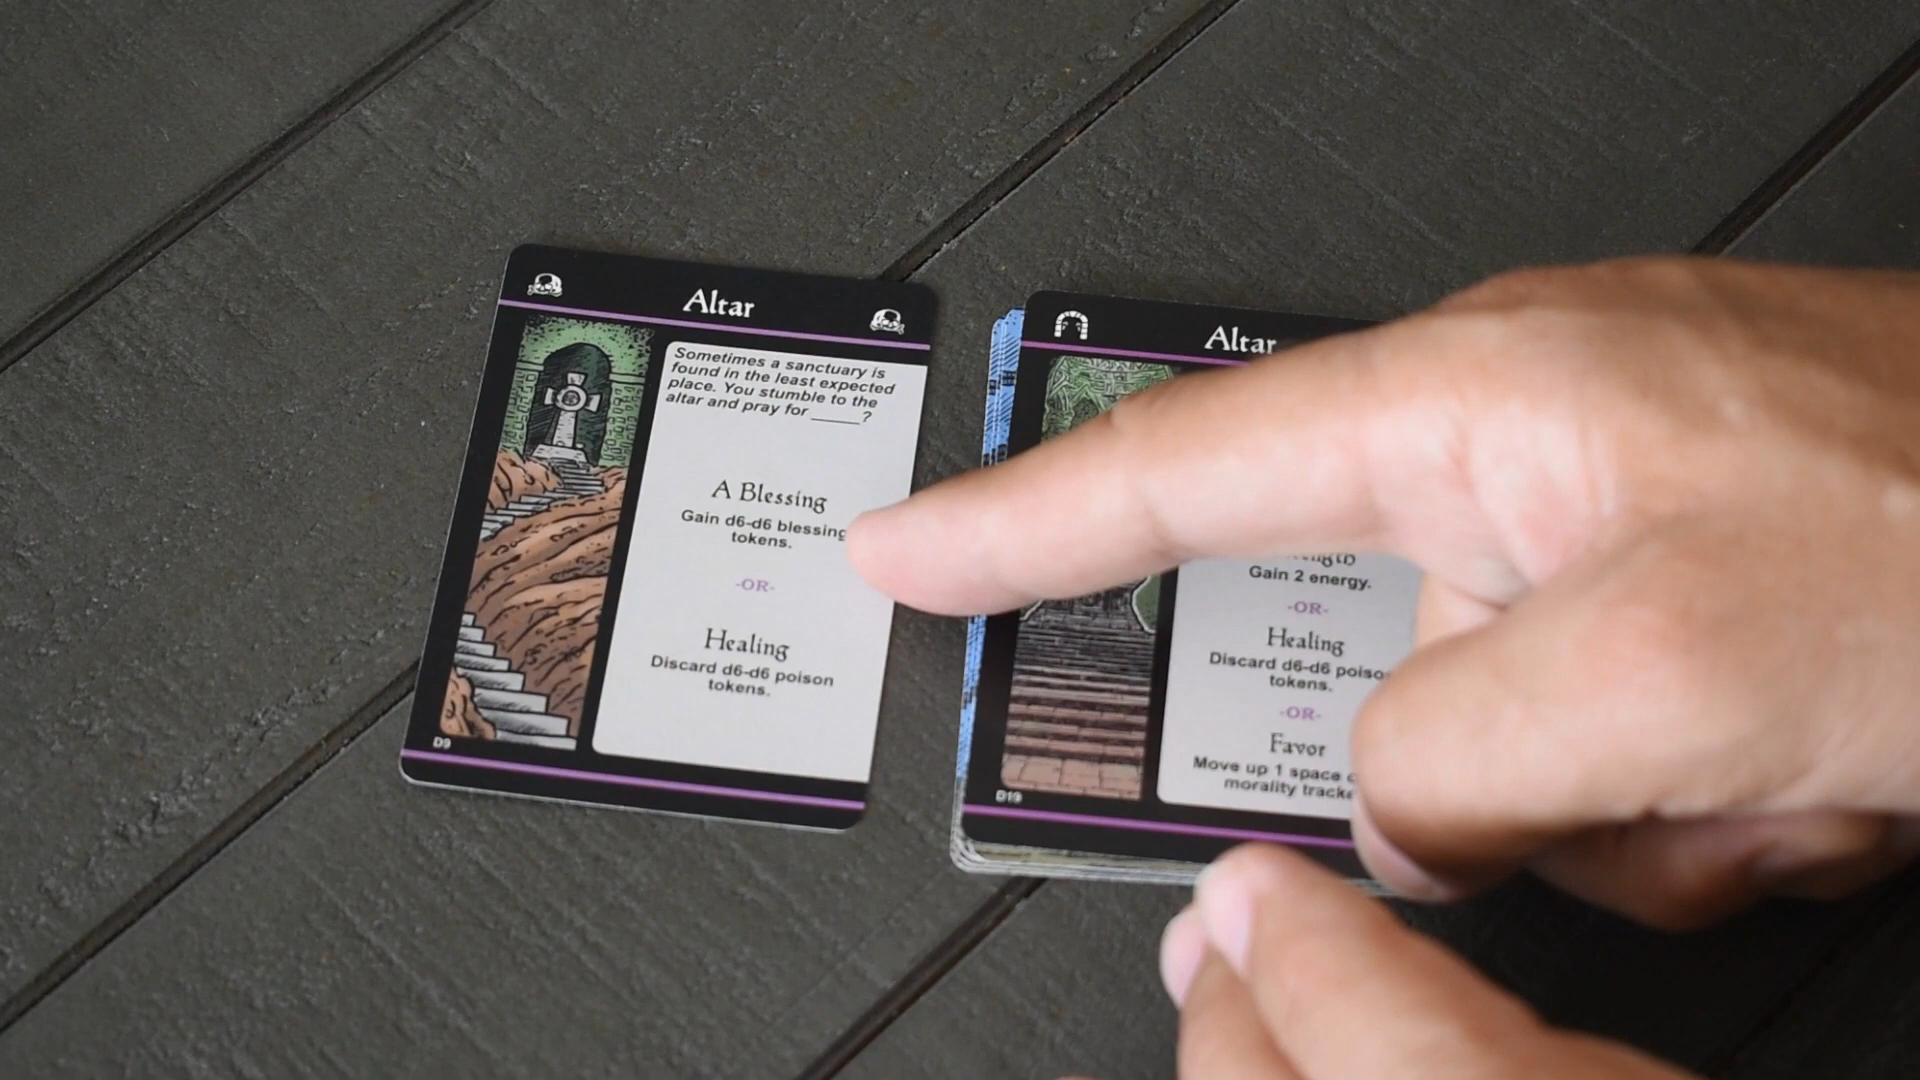 Altar
Sometimes a sanctuary is
found in the least expected
place. You stumble to the
altar and pray for _____?
A Blessing
Gain d6-d6 blessing
tokens.
-OR-
Healing
Discard d6-d6 poison
tokens.
D9
Altar
Gain 2 energy.
-OR-
Healing
Discard d6-d6
tokens.
-OR-
Favor
Move up 1 space
morality
D19